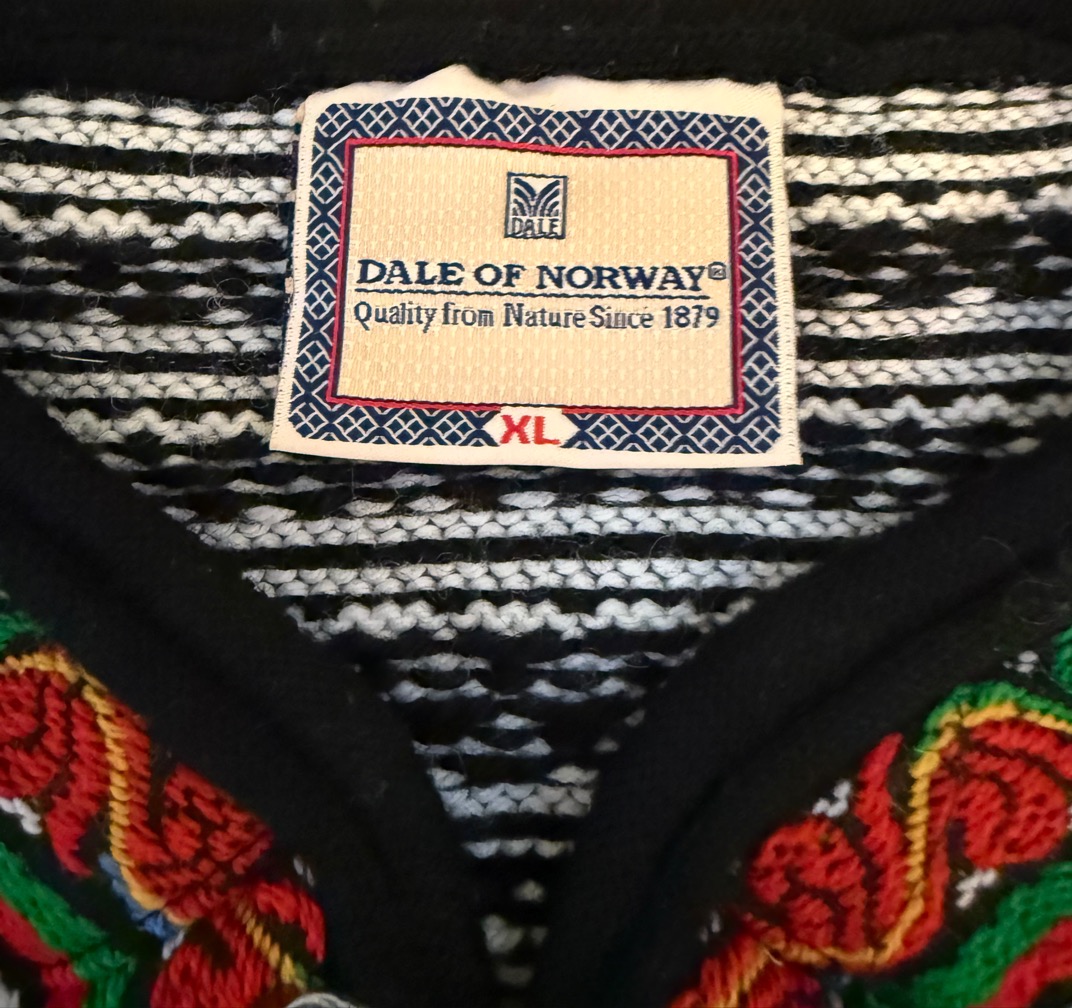 DALE
DALE OF NORWAY®
Quality from Nature Since 1879
XL